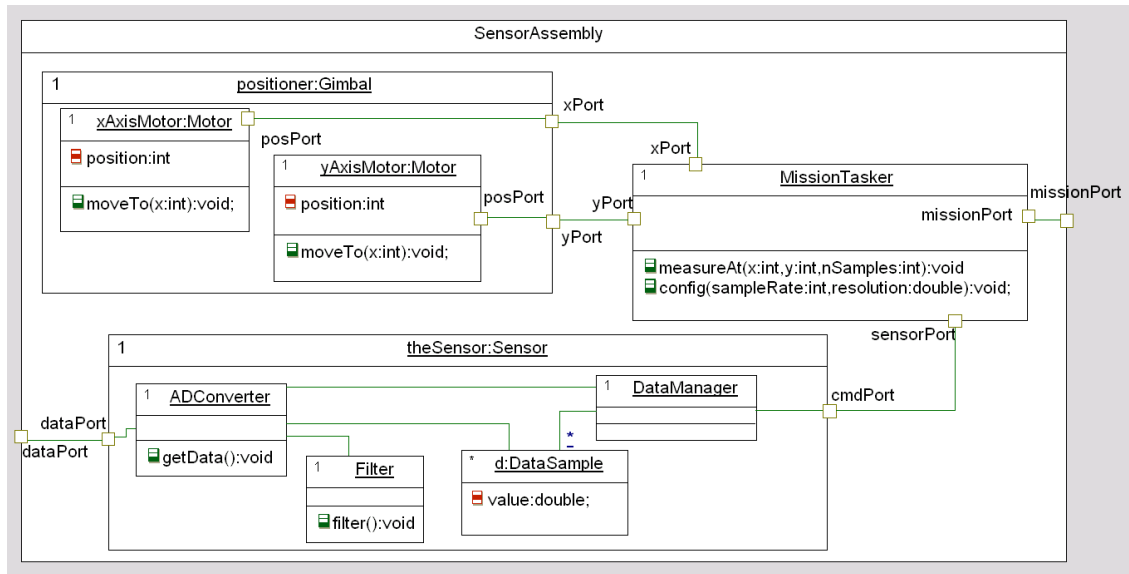 SensorAssembly
1
positioner:Gimbal
xPort
1
xAxisMotor:Motor
position:int
moveTo(x:int):void;
posPort
1
yAxisMotor:Motor
position:int
moveTo(x:int):void;
posPort
yPort
xPort
yPort
1
MissionTasker
missionPort
missionPort
measureAt(x:int,y:int,nSamples:int):void
config(sampleRate:int,resolution:double):void;
sensorPort
1
theSensor:Sensor
1
ADConverter
getData():void
1
DataManager
cmdPort
dataPort
dataPort
*
1
Filter
filter():void
*
d:DataSample
value:double;